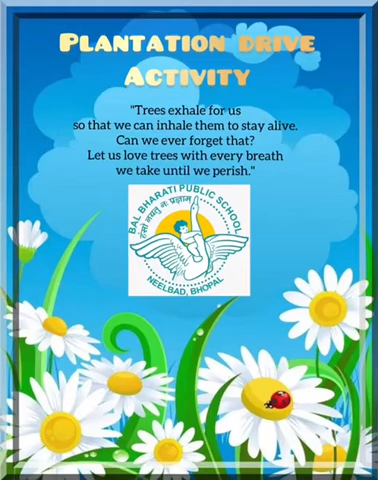 PLANTATION DRIVE
ACTIVITY
"Trees exhale for us
so that we can inhale them to stay alive.
Can we ever forget that?
Let us love trees with every breath
we take until we perish."
BAL BHARATI PUBLIC SCHOOL
हंसो नयतु नः प्रज्ञाम्
NEELBAD, BHOPAL